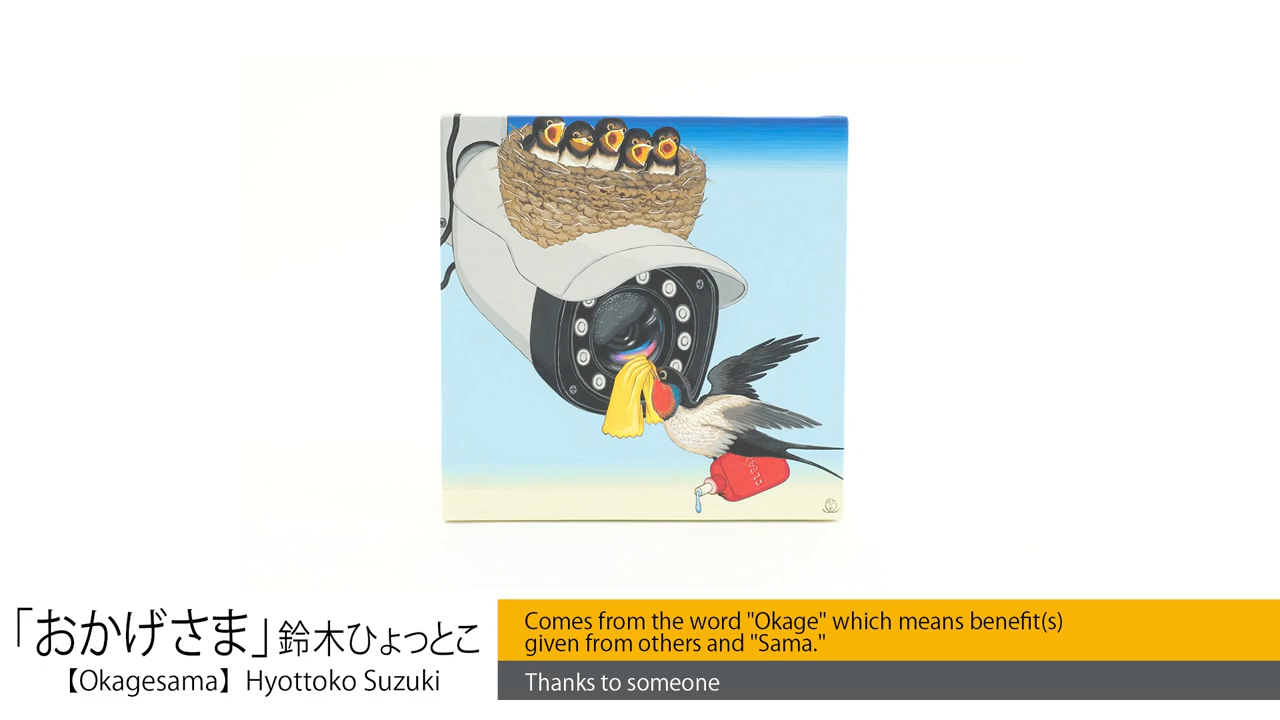 CLEA
「おかげさま」鈴木ひょっとこ
【Okagesama】Hyottoko Suzuki
Comes from the word "Okage" which means benefit(s)
given from others and "Sama."
Thanks to someone